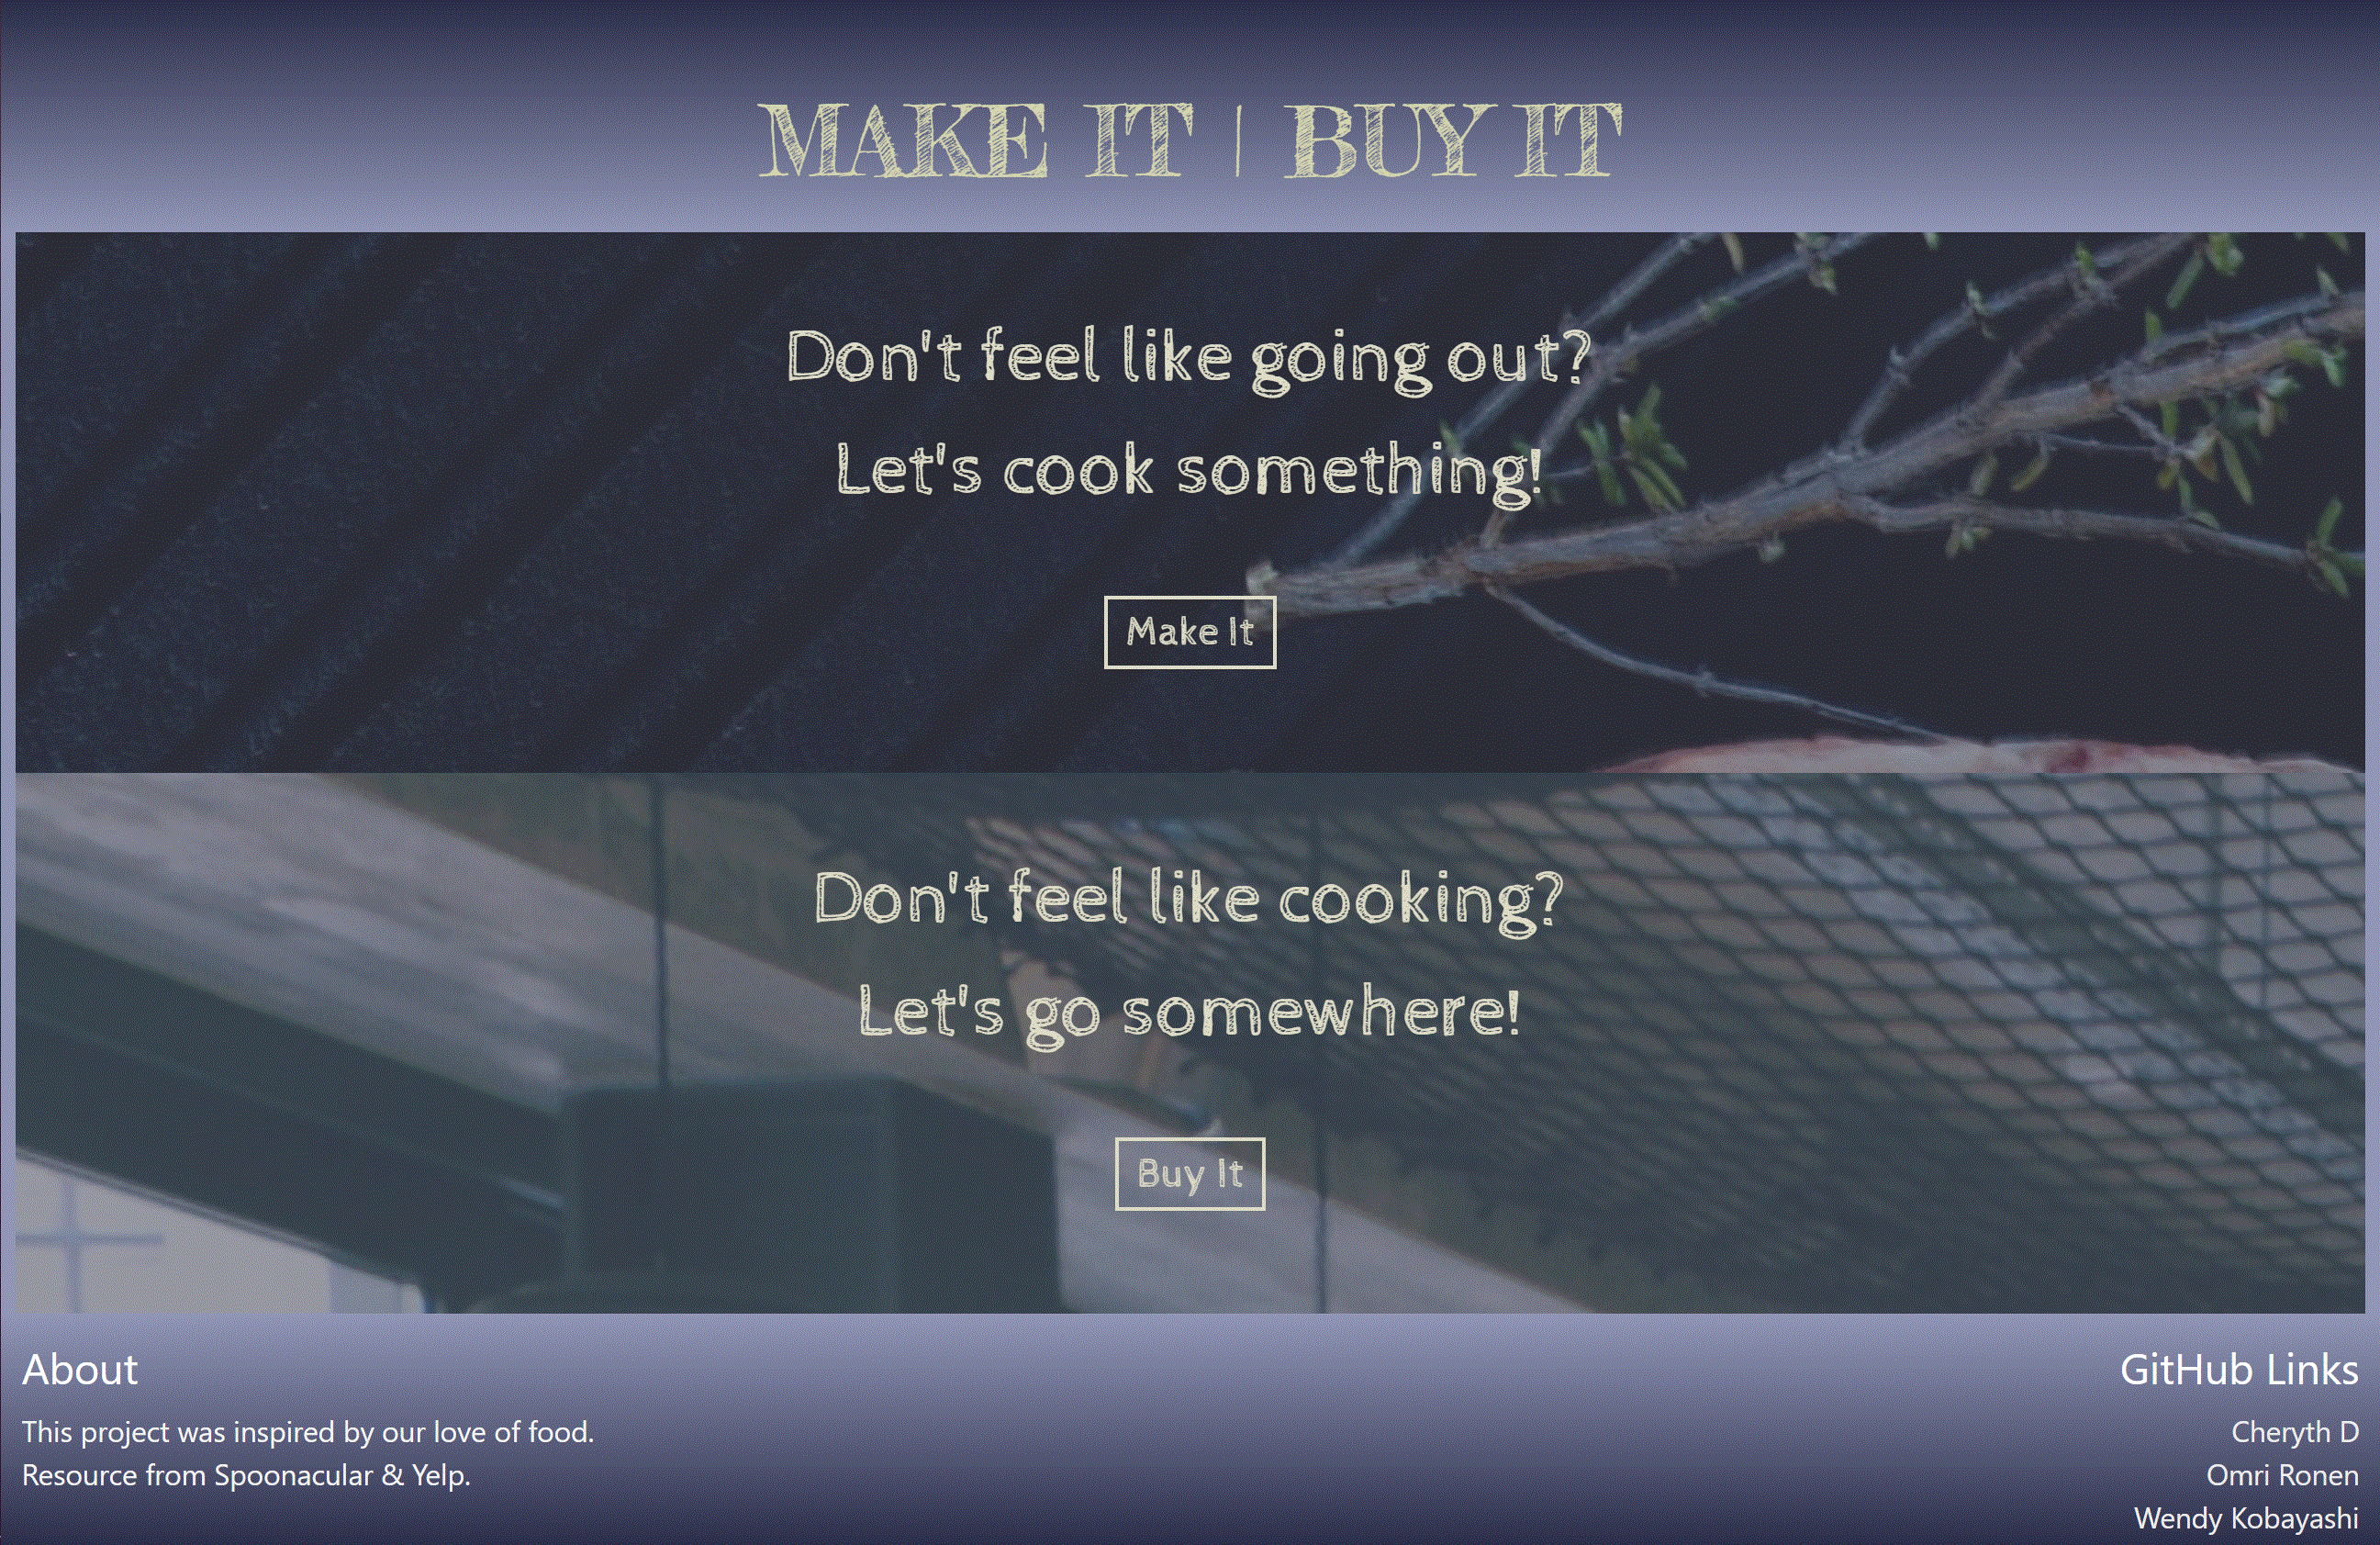 MAKE IT | BUY IT
Don't feel like going out?
Let's cook something!
Make It
Don't feel like cooking?
Let's go somewhere!
Buy It
About
This project was inspired by our love of food.
Resource from Spoonacular & Yelp.
GitHub Links
Cheryth D
Omri Ronen
Wendy Kobayashi